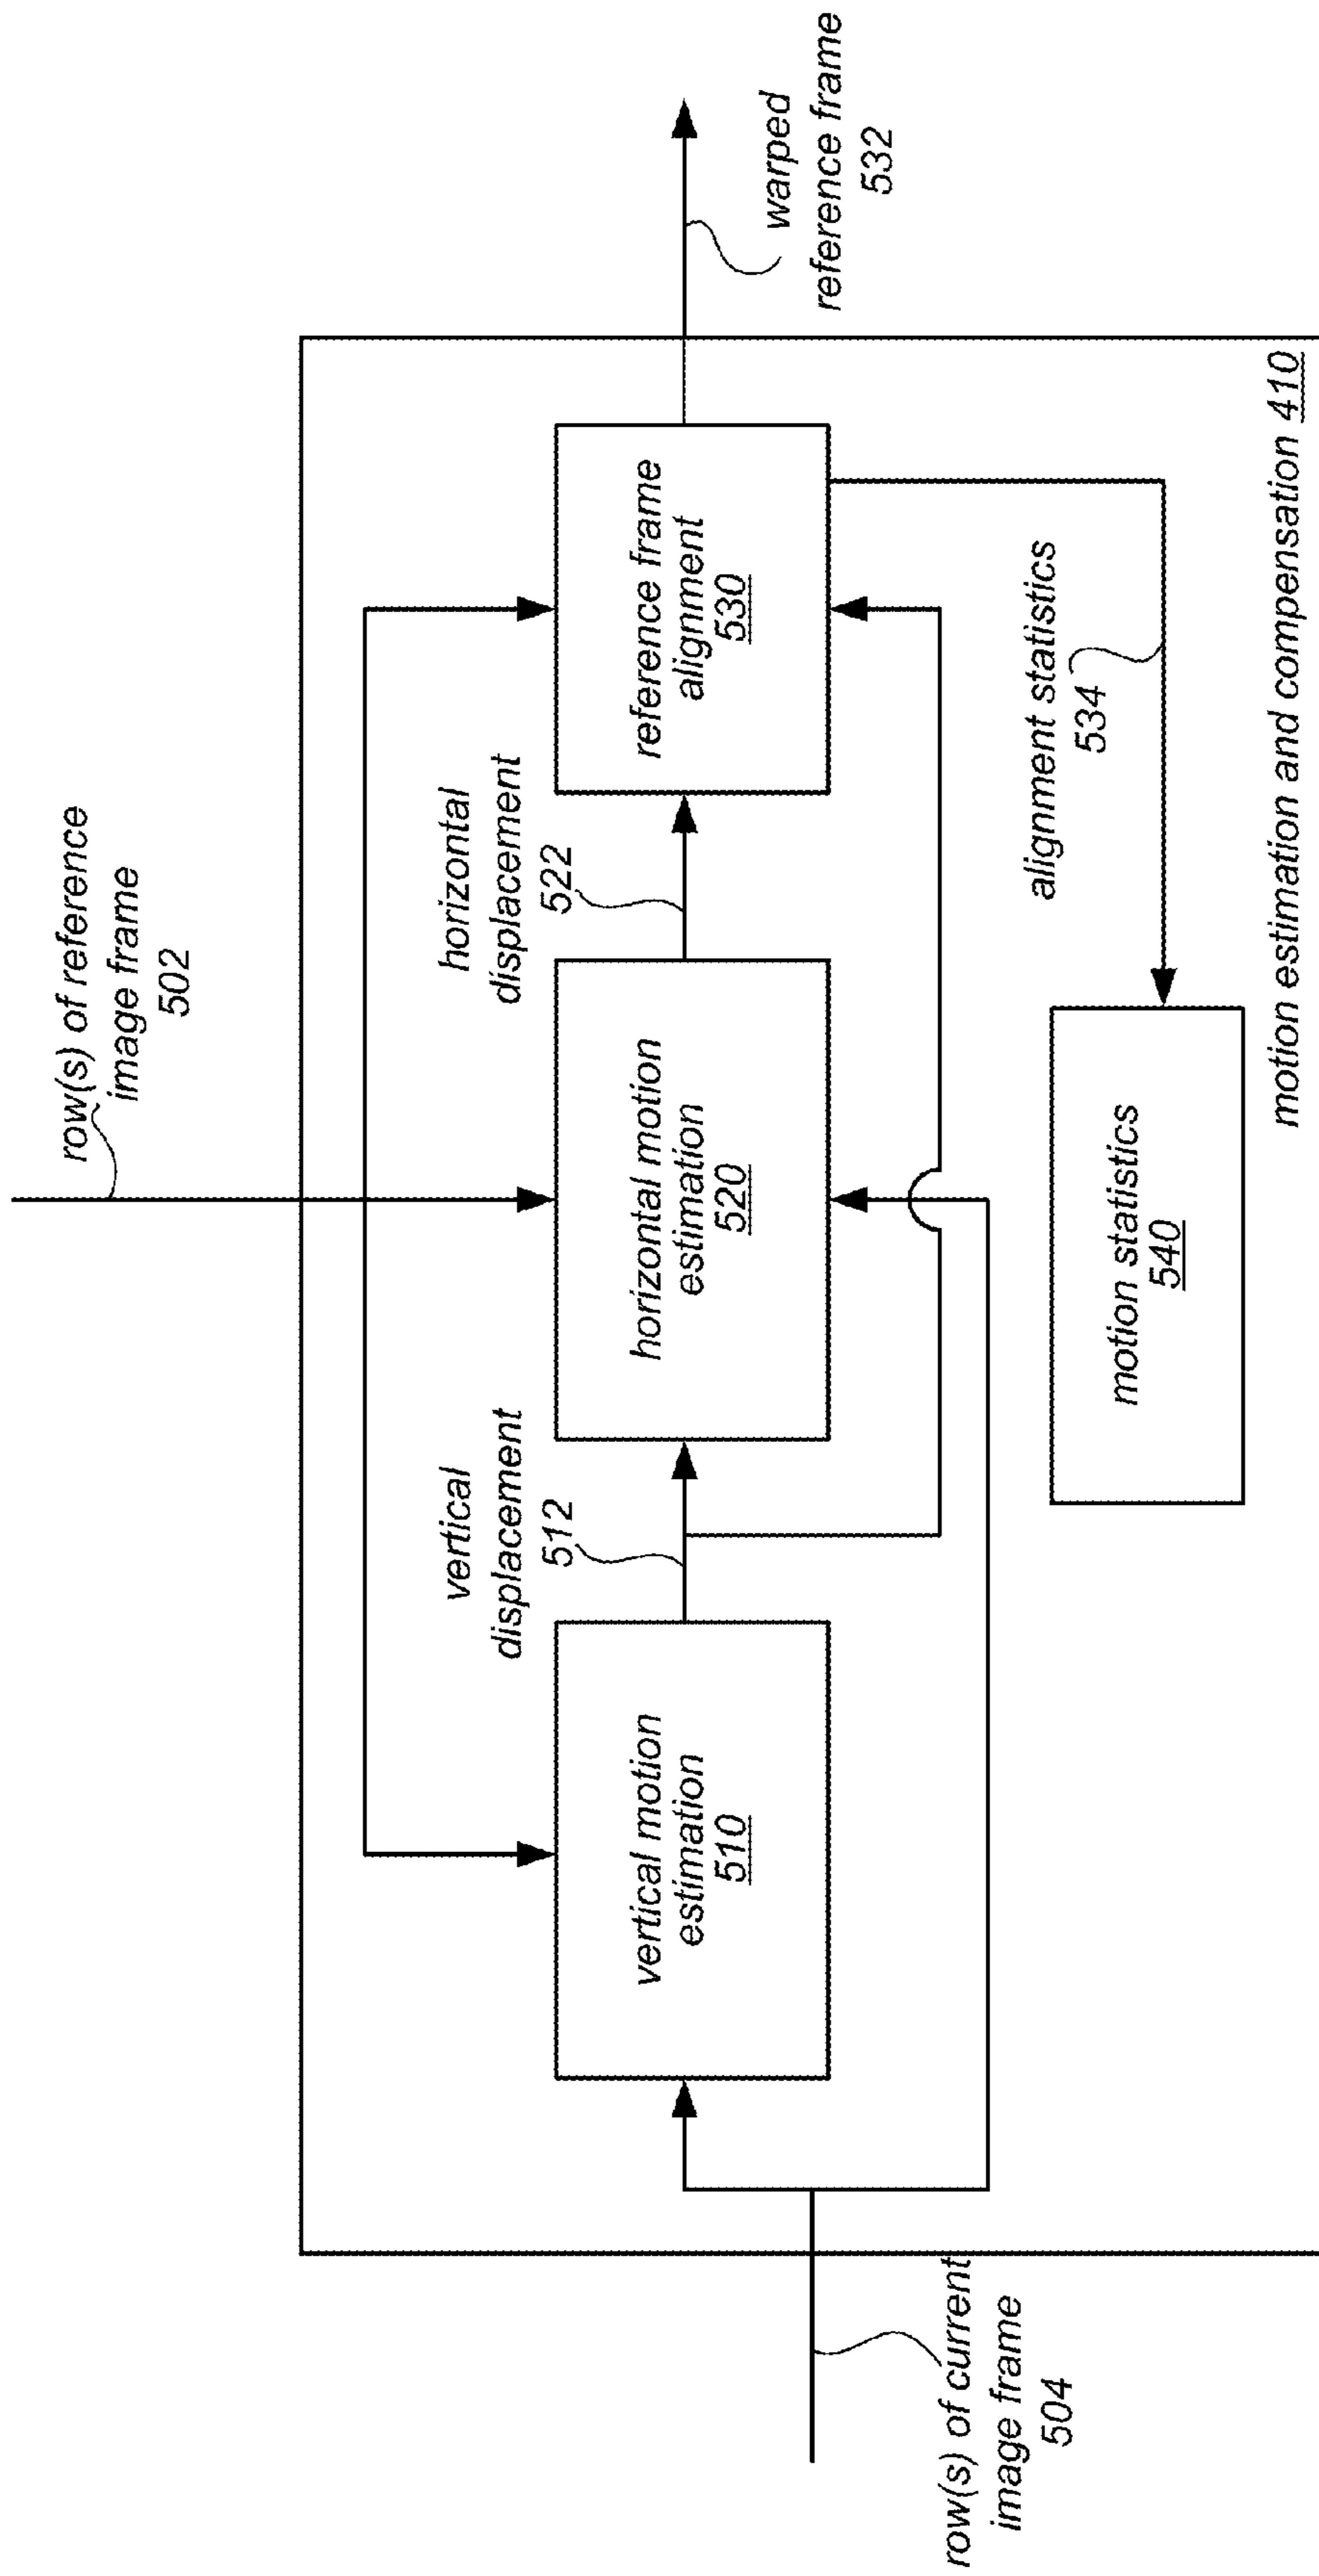 row(s) of reference
image frame
502
vertical
displacement
512
horizontal
displacement
522
vertical motion
estimation
510
horizontal motion
estimation
520
reference frame
alignment
530
warped
reference frame
532
row(s) of current
image frame
504
alignment statistics
534
motion statistics
540
motion estimation and compensation 410